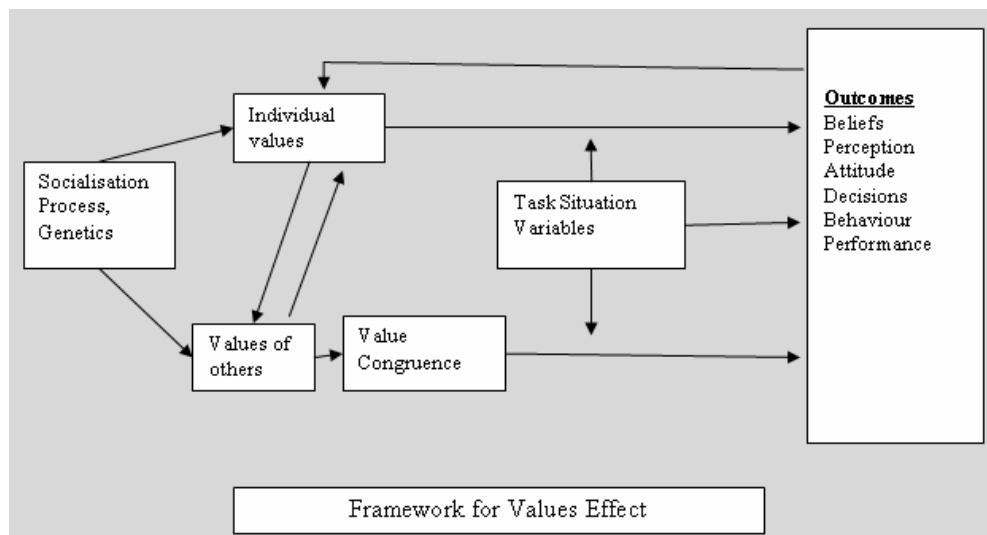 Individual
values
Socialisation
Process,
Genetics
Values of
others
Value
Congruence
Task Situation
Variables
Outcomes
Beliefs
Perception
Attitude
Decisions
Behaviour
Performance
Framework for Values Effect